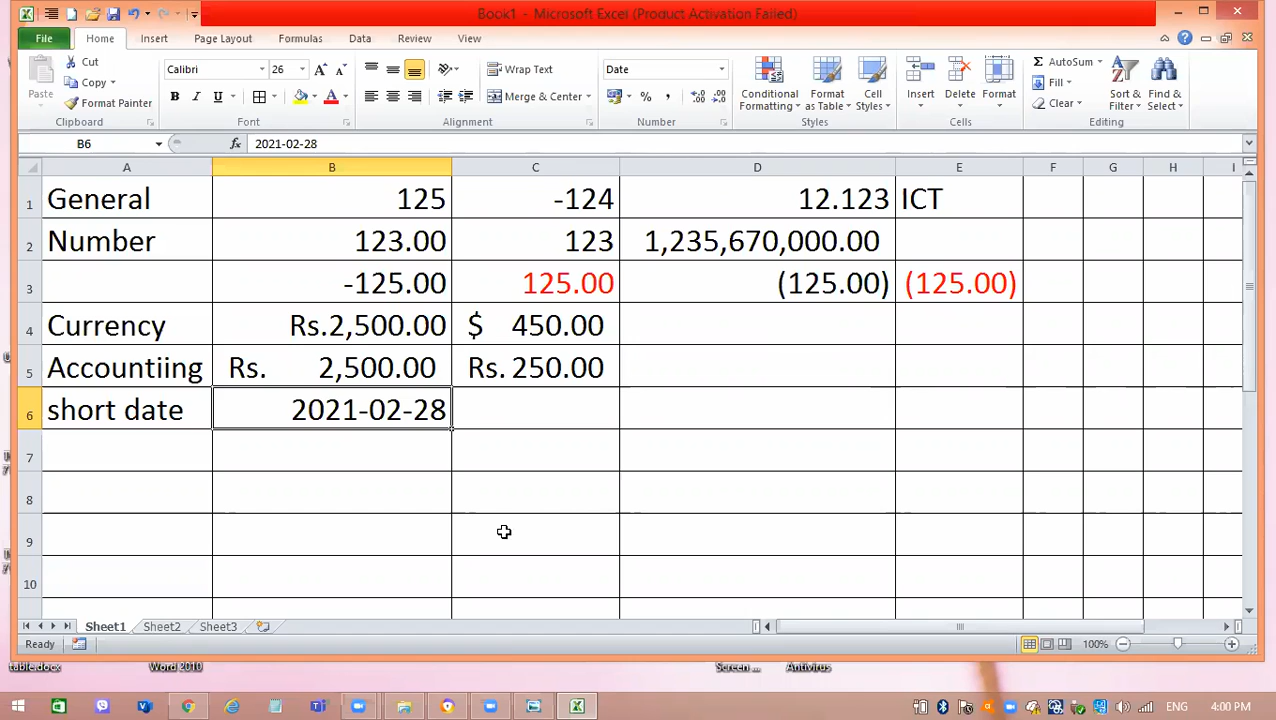 Book1 - Microsoft Excel (Product Activation Failed)
File Home Insert Page Layout Formulas Data Review View
Paste
Cut
Copy
Format Painter
Clipboard
Calibri 26
B I U A
Font
Wrap Text
Merge & Center
Alignment
Date
% ,
Number
Conditional Formatting
Format as Table
Cell Styles
Styles
Insert Delete Format
Cells
Σ AutoSum
Fill
Clear
Sort & Filter
Find & Select
Editing
B6 fx 2021-02-28
A B C D E F G H I
1 General 125 -124 12.123 ICT
2 Number 123.00 123 1,235,670,000.00
3 -125.00 125.00 (125.00) (125.00)
4 Currency Rs.2,500.00 $ 450.00
5 Accountiing Rs. 2,500.00 Rs. 250.00
6 short date 2021-02-28
7
8
9
10
Sheet1 Sheet2 Sheet3
Ready 100%
table.docx Word 2010 Screen ... Antivirus
ENG 4:00 PM